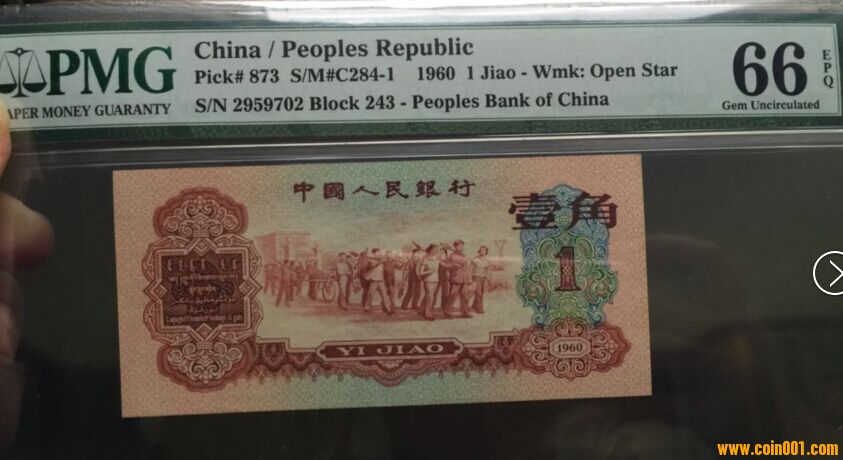 China / Peoples Republic
PMG
Pick# 873 S/M#C284-1 1960 1 Jiao - Wmk: Open Star
PAPER MONEY GUARANTY
S/N 2959702 Block 243 - Peoples Bank of China
66
EPQ
Gem Uncirculated
中國人民銀行
壹角
1
YI JIAO
1960
www.coin001.com